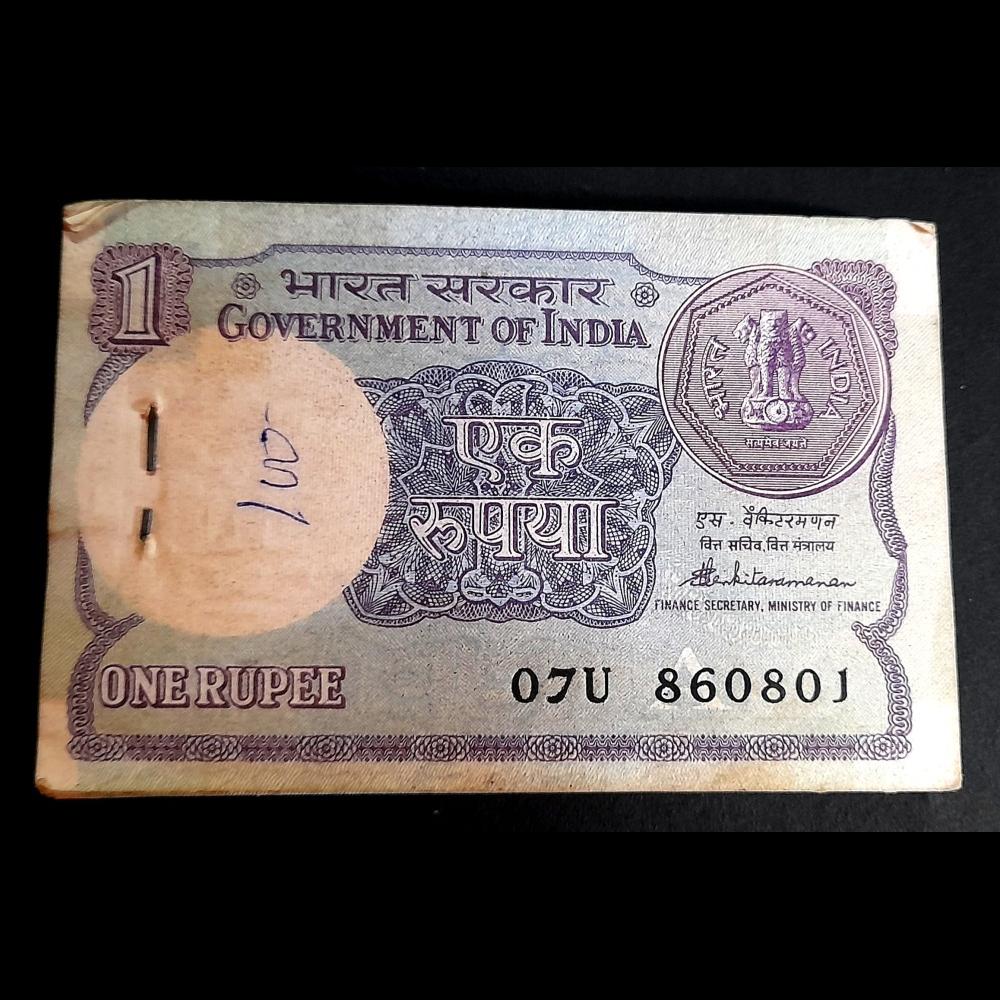 1
भारत सरकार
GOVERNMENT OF INDIA
भारत
INDIA
सत्यमेव जयते
एक
रुपया
100
एस. वेंकिटरमणन
वित्त सचिव, वित्त मंत्रालय
SVenkitaramanan
FINANCE SECRETARY, MINISTRY OF FINANCE
ONE RUPEE
07U 860801
A